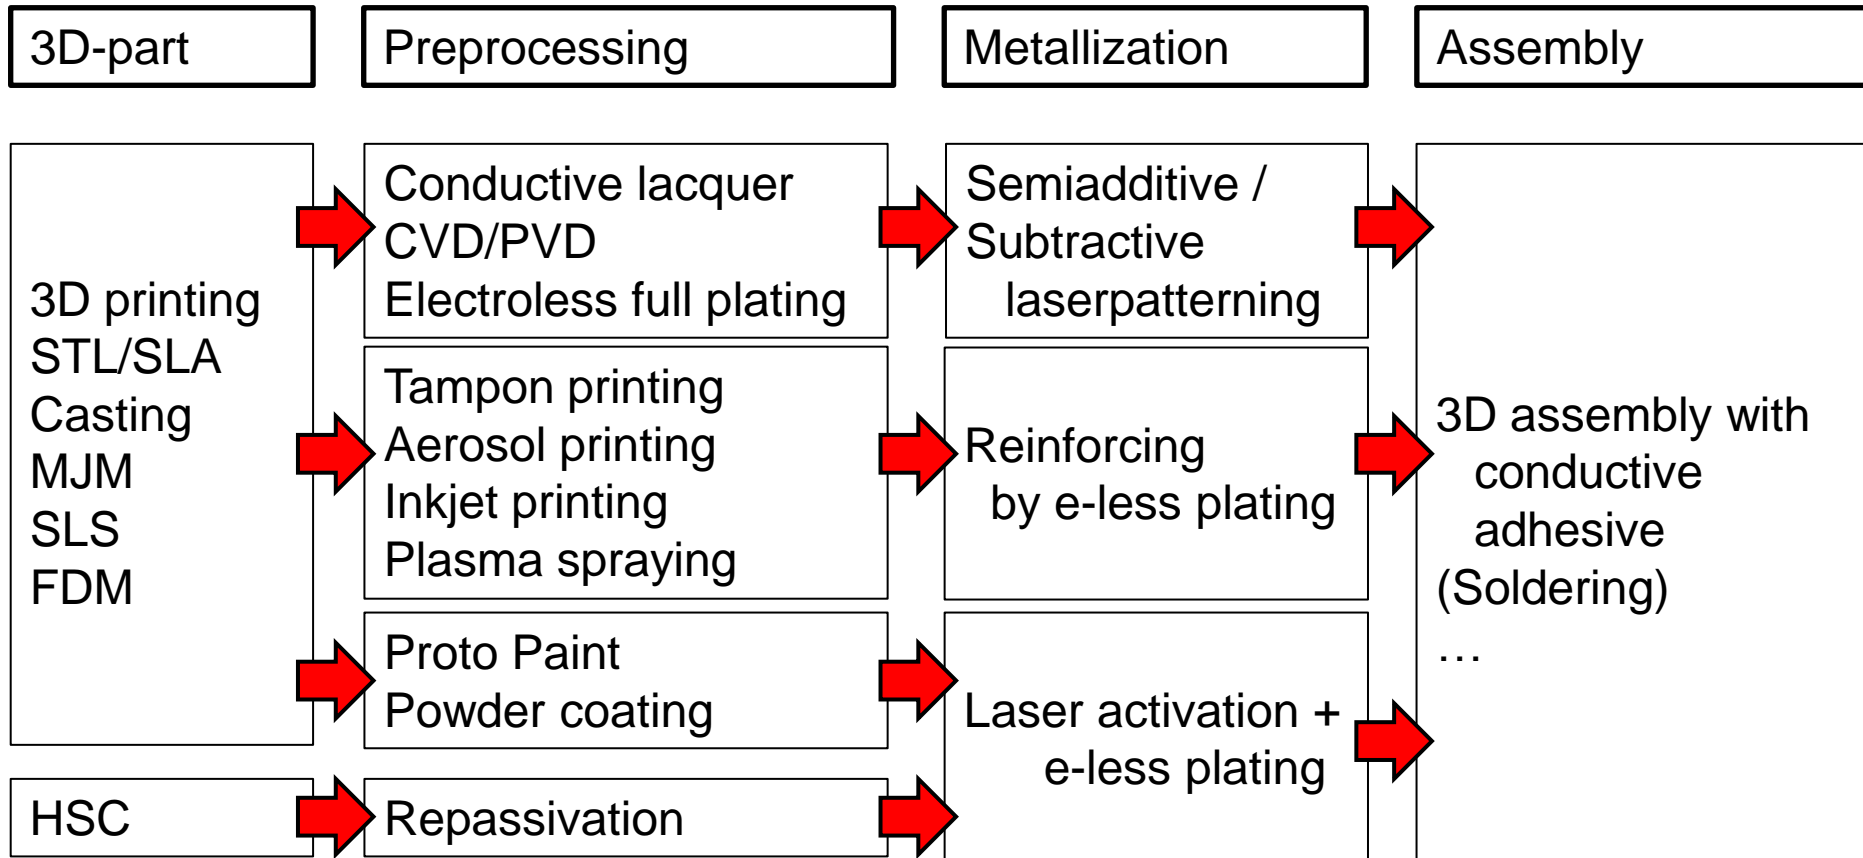 3D-part
Preprocessing
Metallization
Assembly
3D printing
STL/SLA
Casting
MJM
SLS
FDM
Conductive lacquer
CVD/PVD
Electroless full plating
Semiadditive /
Subtractive
laserpatterning
Tampon printing
Aerosol printing
Inkjet printing
Plasma spraying
Reinforcing
by e-less plating
Proto Paint
Powder coating
Laser activation +
e-less plating
HSC
Repassivation
3D assembly with
conductive
adhesive
(Soldering)
…